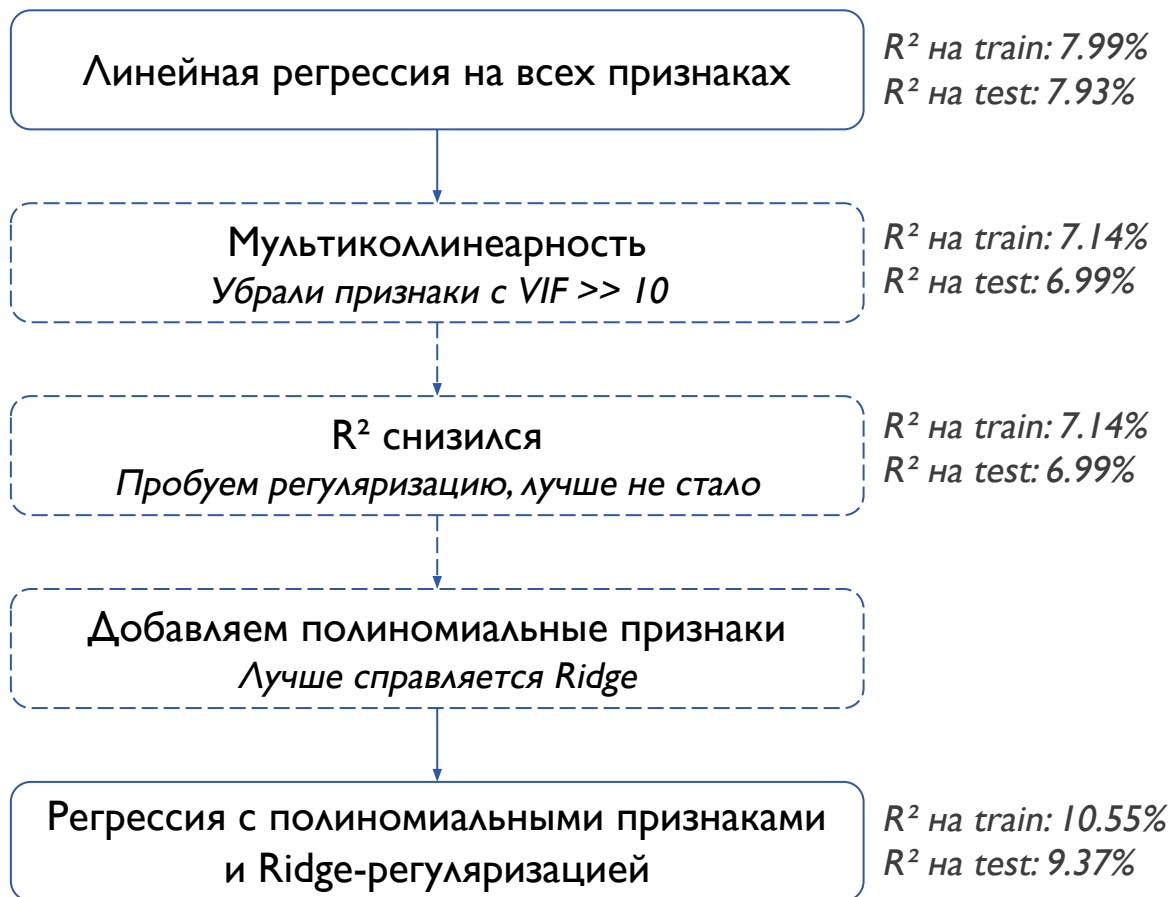 Линейная регрессия на всех признаках
R² на train: 7.99%
R² на test: 7.93%
Мультиколлинеарность
Убрали признаки с VIF >> 10
R² на train: 7.14%
R² на test: 6.99%
R² снизился
Пробуем регуляризацию, лучше не стало
R² на train: 7.14%
R² на test: 6.99%
Добавляем полиномиальные признаки
Лучше справляется Ridge
Регрессия с полиномиальными признаками
и Ridge-регуляризацией
R² на train: 10.55%
R² на test: 9.37%